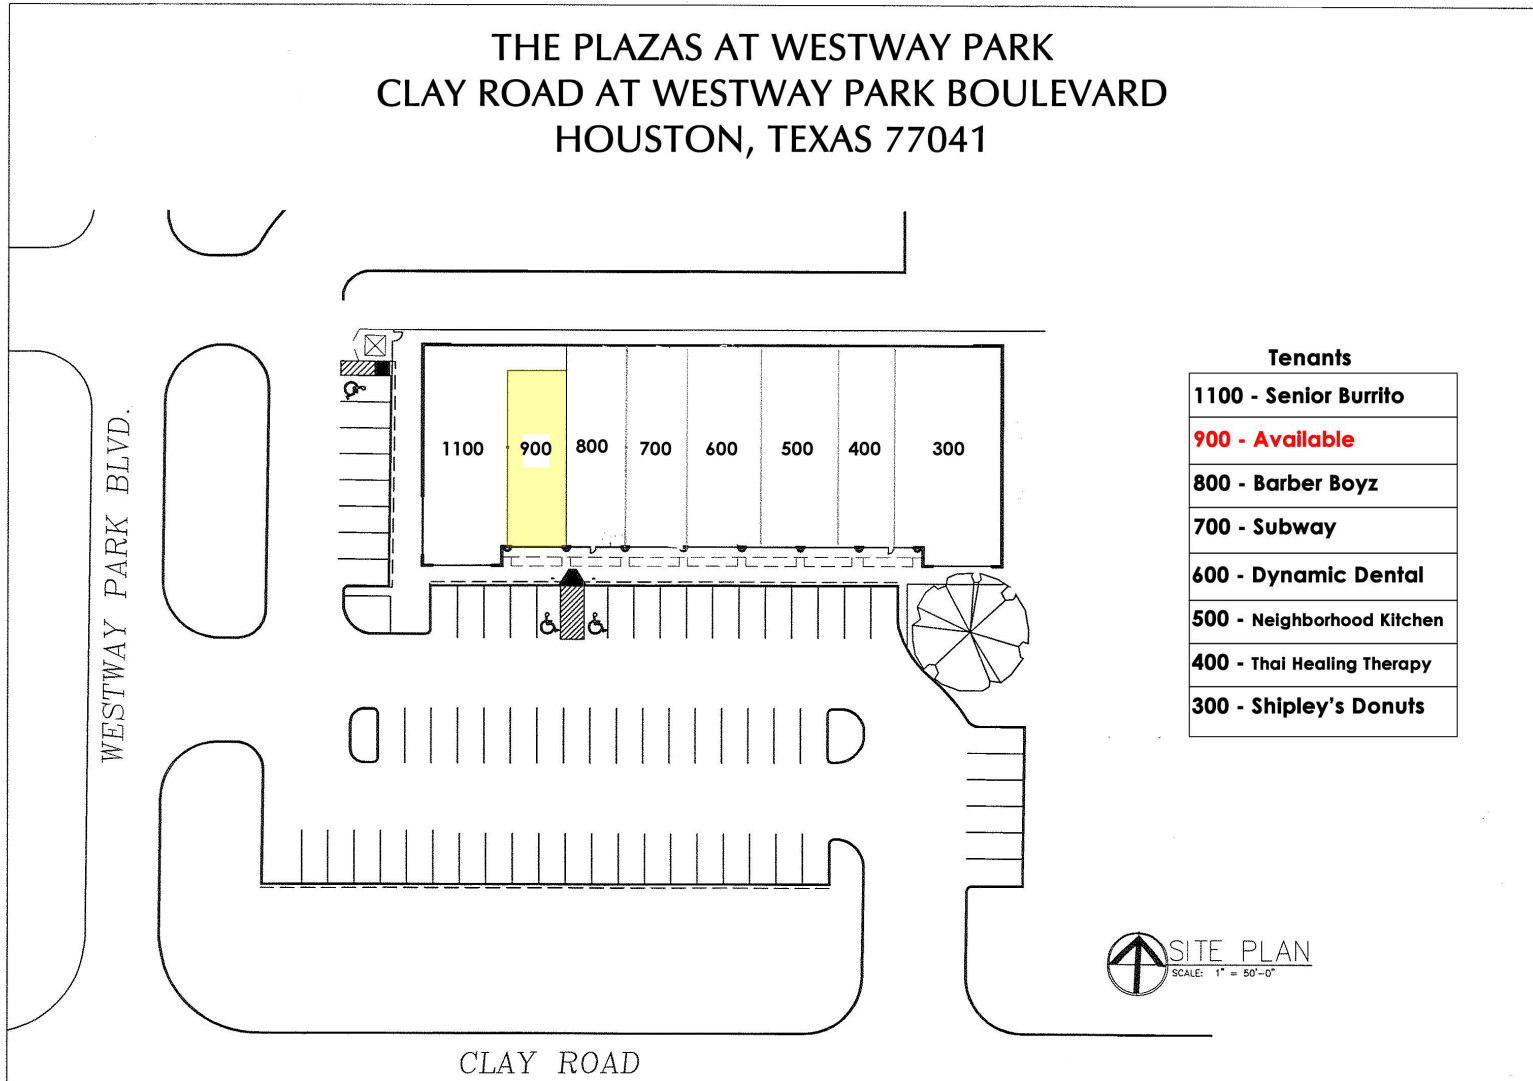 THE PLAZAS AT WESTWAY PARK
CLAY ROAD AT WESTWAY PARK BOULEVARD
HOUSTON, TEXAS 77041
WESTWAY PARK BLVD.
1100
900
800
700
600
500
400
300
Tenants
1100 - Senior Burrito
900 - Available
800 - Barber Boyz
700 - Subway
600 - Dynamic Dental
500 - Neighborhood Kitchen
400 - Thai Healing Therapy
300 - Shipley's Donuts
SITE PLAN
SCALE: 1" = 50'-0"
CLAY ROAD